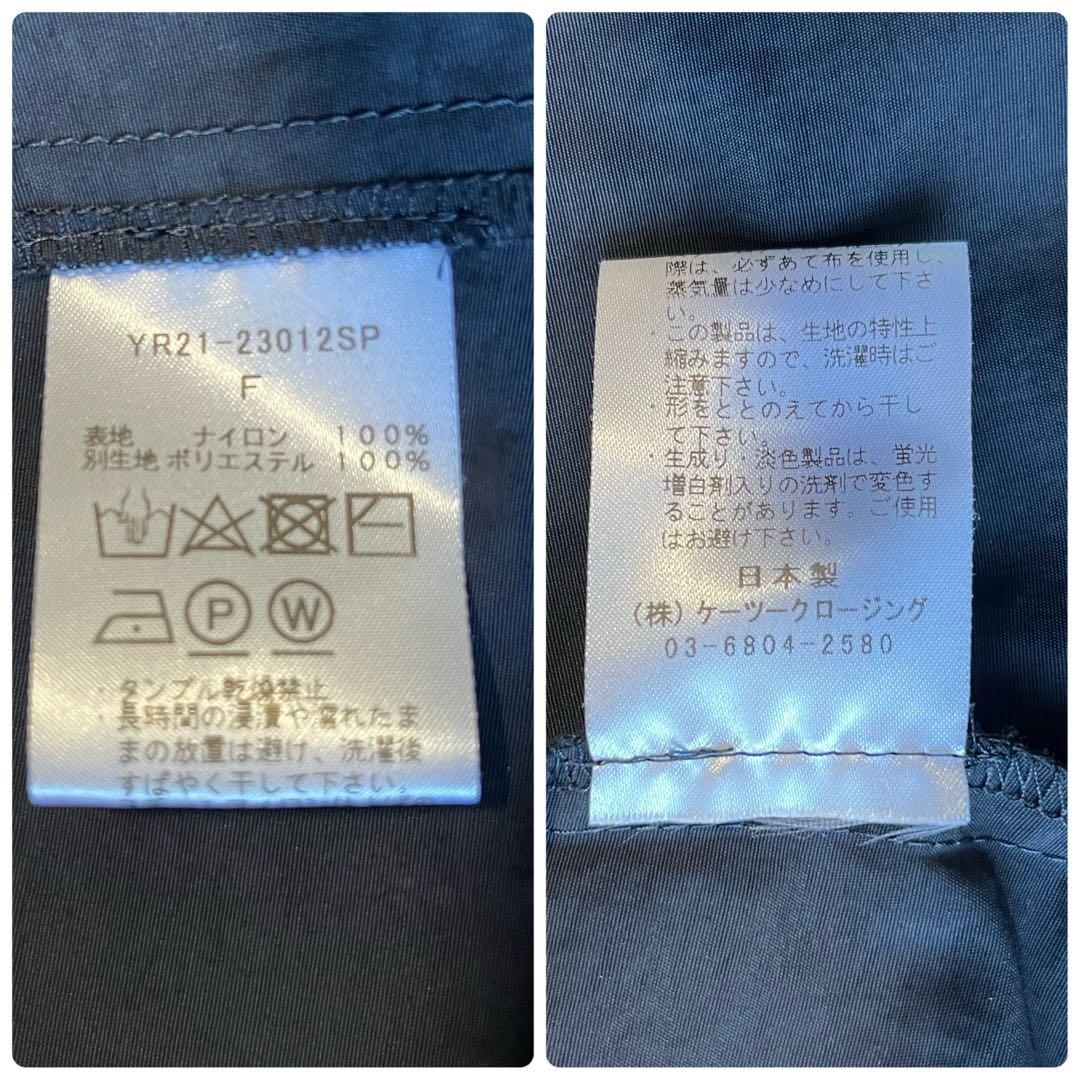 YR21-23012SP
F
表地 ナイロン 100%
別生地 ポリエステル 100%
P W
・タンブル乾燥禁止
・長時間の浸漬や濡れたま
まの放置は避け、洗濯後
すばやく干して下さい。
際は、必ずあて布を使用し、
蒸気量は少なめにして下さ
い。
・この製品は、生地の特性上
縮みますので、洗濯時はご
注意下さい。
・形をととのえてから干し
て下さい。
・生成り・淡色製品は、蛍光
増白剤入りの洗剤で変色す
ることがあります。ご使用
はお避け下さい。
日本製
(株)ケーツークロージング
03-6804-2580